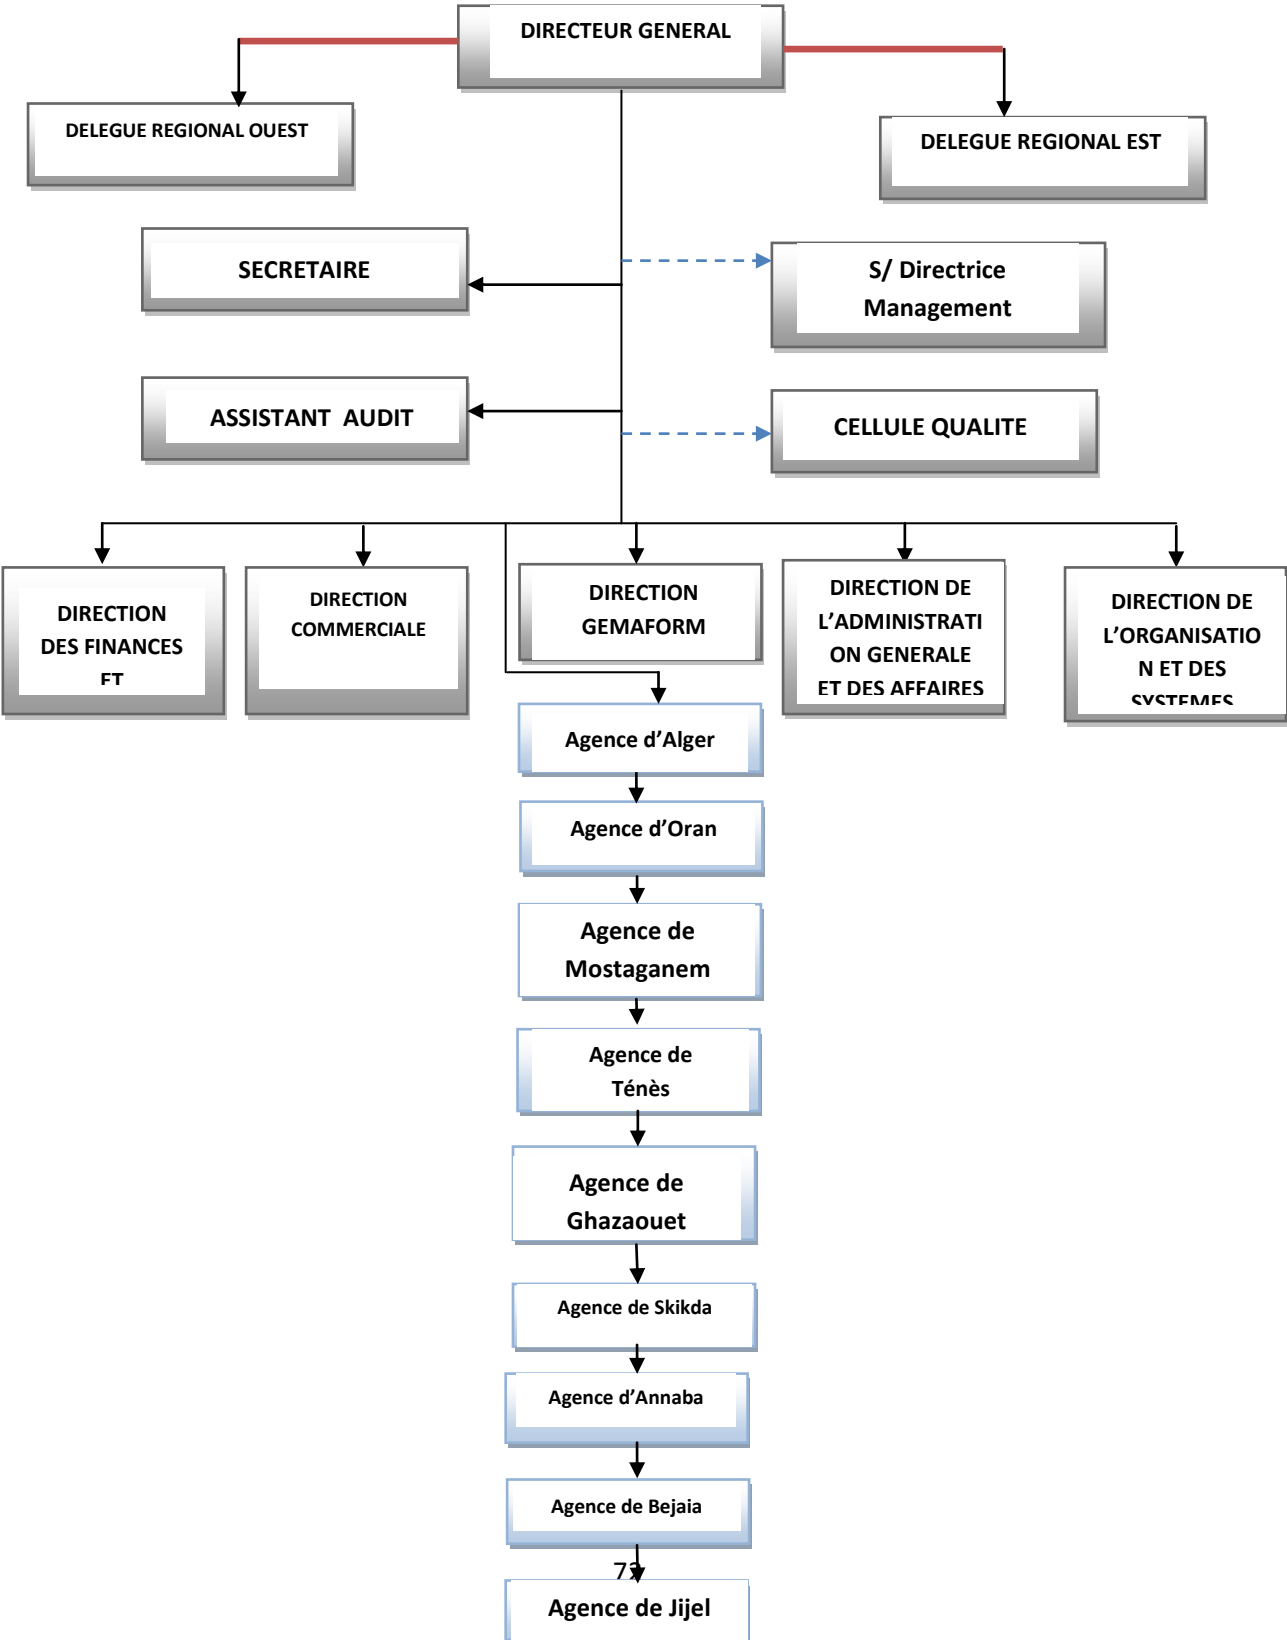 DIRECTEUR GENERAL
DELEGUE REGIONAL OUEST
DELEGUE REGIONAL EST
SECRETAIRE
S/ Directrice
Management
ASSISTANT AUDIT
CELLULE QUALITE
DIRECTION
DES FINANCES
ET
DIRECTION
COMMERCIALE
DIRECTION
GEMAFORM
DIRECTION DE
L’ADMINISTRATI
ON GENERALE
ET DES AFFAIRES
DIRECTION DE
L’ORGANISATIO
N ET DES
SYSTEMES
Agence d’Alger
Agence d’Oran
Agence de
Mostaganem
Agence de
Ténès
Agence de
Ghazaouet
Agence de Skikda
Agence d’Annaba
Agence de Bejaia
Agence de Jijel